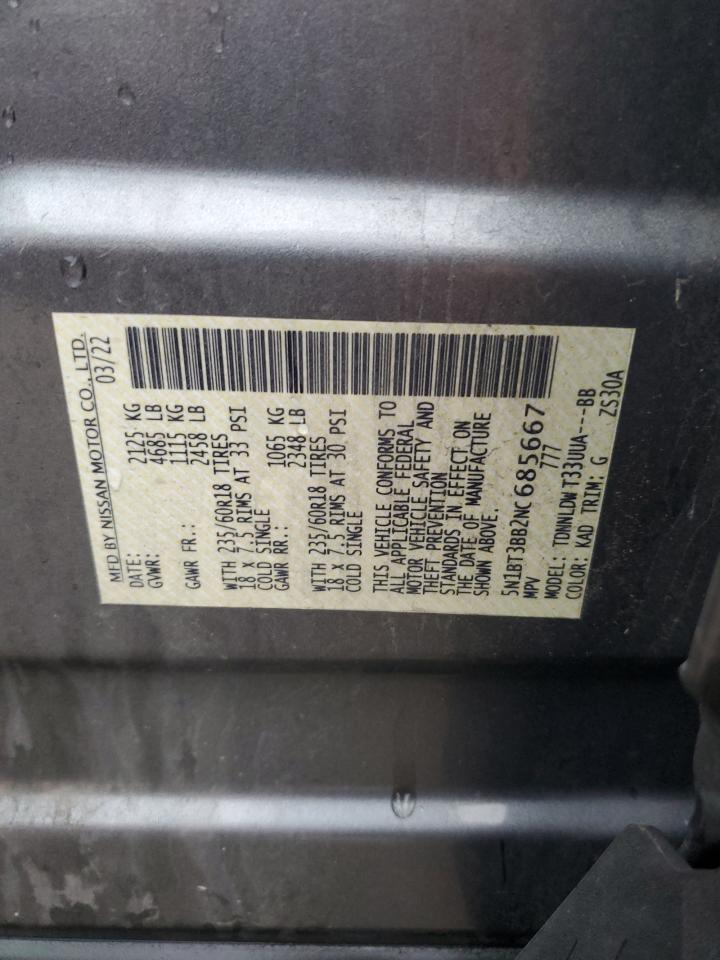 MFD BY NISSAN MOTOR CO., LTD.
DATE: 03/22
GVWR: 2125 KG
4685 LB
GAWR FR.: 1115 KG
2458 LB
WITH 235/60R18 TIRES
18 X 7.5 RIMS AT 33 PSI
COLD SINGLE
GAWR RR.: 1065 KG
2348 LB
WITH 235/60R18 TIRES
18 X 7.5 RIMS AT 30 PSI
COLD SINGLE
THIS VEHICLE CONFORMS TO
ALL APPLICABLE FEDERAL
MOTOR VEHICLE SAFETY AND
THEFT PREVENTION
STANDARDS IN EFFECT ON
THE DATE OF MANUFACTURE
SHOWN ABOVE.
5N1BT3BB2NC685667
MPV 777
MODEL: TDNNLDW T33UUA----BB
COLOR: KAD TRIM: G ZS30A